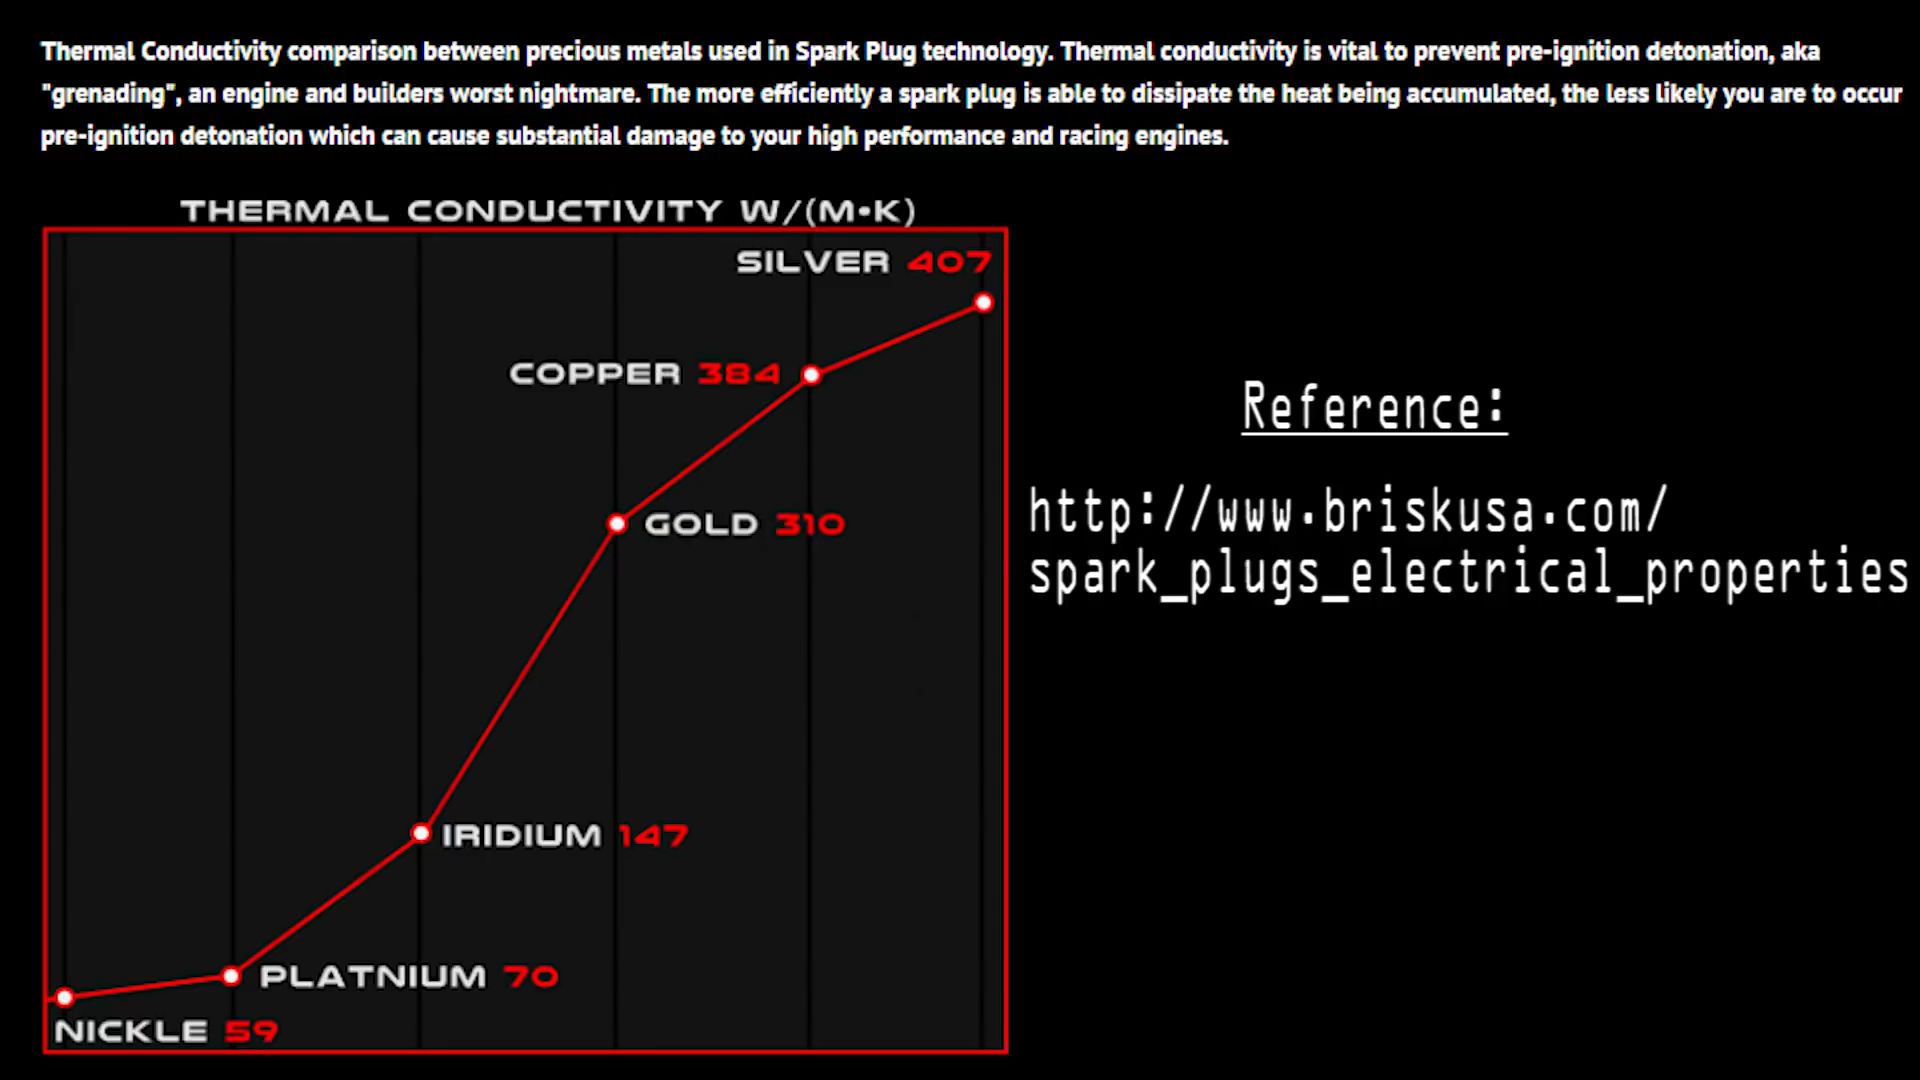 Thermal Conductivity comparison between precious metals used in Spark Plug technology. Thermal conductivity is vital to prevent pre-ignition detonation, aka
"grenading", an engine and builders worst nightmare. The more efficiently a spark plug is able to dissipate the heat being accumulated, the less likely you are to occur
pre-ignition detonation which can cause substantial damage to your high performance and racing engines.
THERMAL CONDUCTIVITY W/(M•K)
SILVER 407
COPPER 384
GOLD 310
IRIDIUM 147
PLATNIUM 70
NICKLE 59
Reference:
http://www.briskusa.com/
spark_plugs_electrical_properties